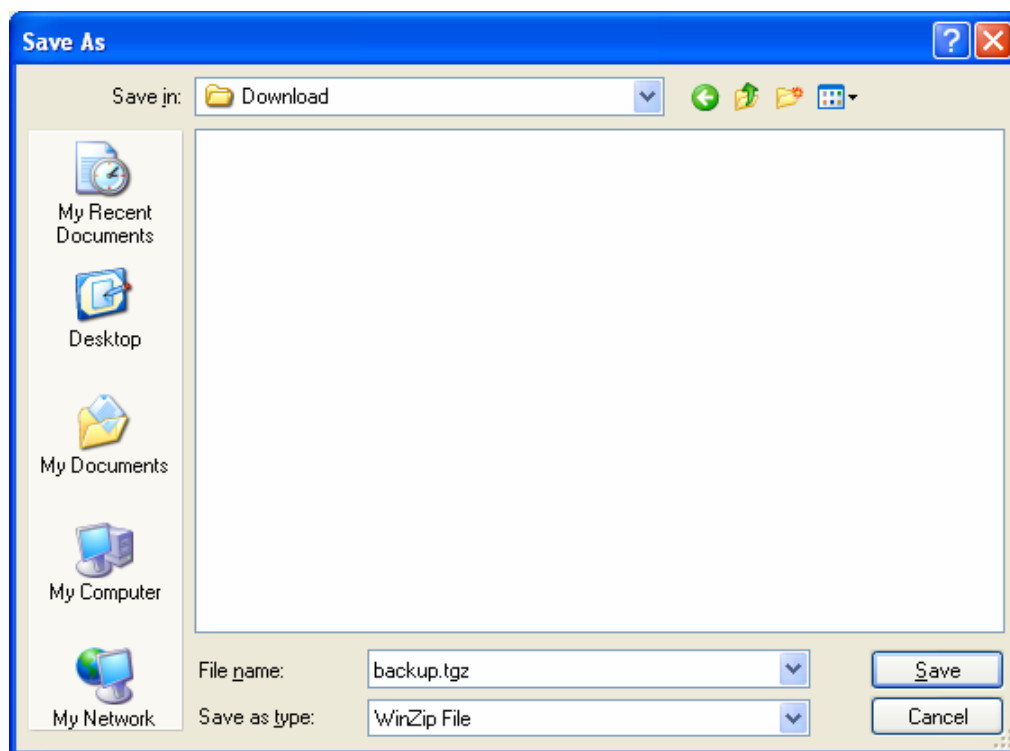 Save As
Save in: Download
My Recent
Documents
Desktop
My Documents
My Computer
My Network
File name: backup.tgz Save
Save as type: WinZip File Cancel